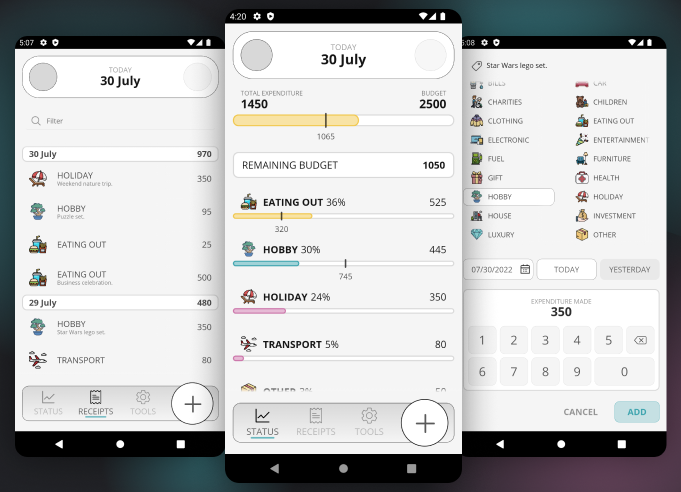 5:07
TODAY
30 July
Filter
30 July 970
HOLIDAY 350
Weekend nature trip.
HOBBY 95
Puzzle set.
EATING OUT 25
EATING OUT 500
Business celebration.
29 July 480
HOBBY 350
Star Wars lego set.
TRANSPORT 80
STATUS RECEIPTS TOOLS
4:20
TODAY
30 July
TOTAL EXPENDITURE BUDGET
1450 2500
1065
REMAINING BUDGET 1050
EATING OUT 36% 525
320
HOBBY 30% 445
745
HOLIDAY 24% 350
TRANSPORT 5% 80
OTHER 3% 50
STATUS RECEIPTS TOOLS
5:08
Star Wars lego set.
BILLS CAR
CHARITIES CHILDREN
CLOTHING EATING OUT
ELECTRONIC ENTERTAINMENT
FUEL FURNITURE
GIFT HEALTH
HOBBY HOLIDAY
HOUSE INVESTMENT
LUXURY OTHER
07/30/2022 TODAY YESTERDAY
EXPENDITURE MADE
350
1 2 3 4 5
6 7 8 9 0
CANCEL ADD